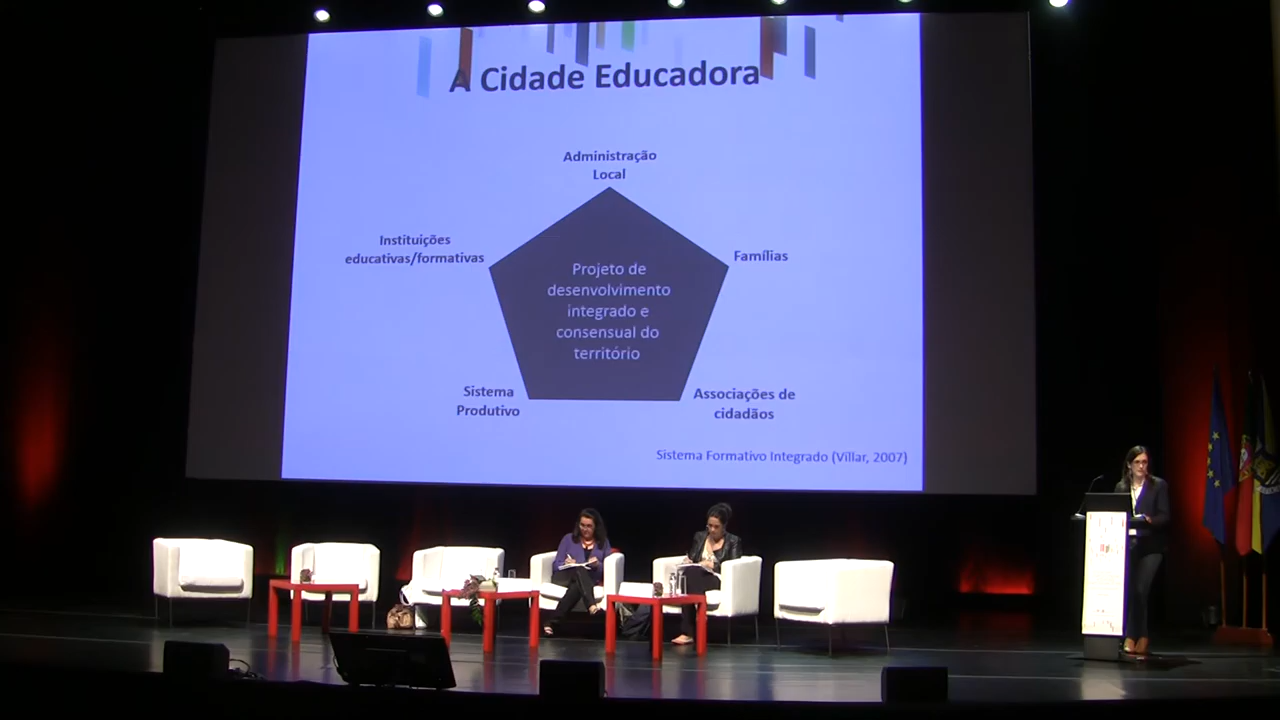 A Cidade Educadora
Administração
Local
Instituições
educativas/formativas
Famílias
Projeto de
desenvolvimento
integrado e
consensual do
território
Sistema
Produtivo
Associações de
cidadãos
Sistema Formativo Integrado (Villar, 2007)